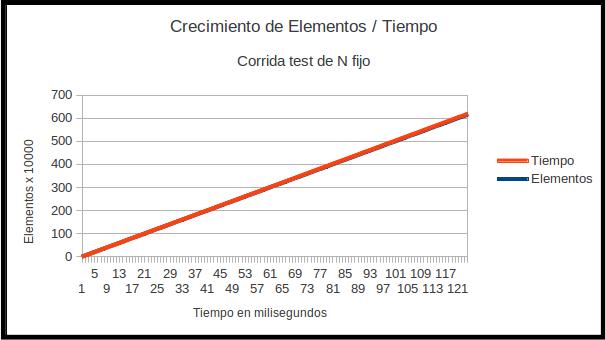 Crecimiento de Elementos / Tiempo
Corrida test de N fijo
700
600
500
400
300
200
100
0
Elementos x 10000
Tiempo
Elementos
5 13 21 29 37 45 53 61 69 77 85 93 101 109 117
1 9 17 25 33 41 49 57 65 73 81 89 97 105 113 121
Tiempo en milisegundos